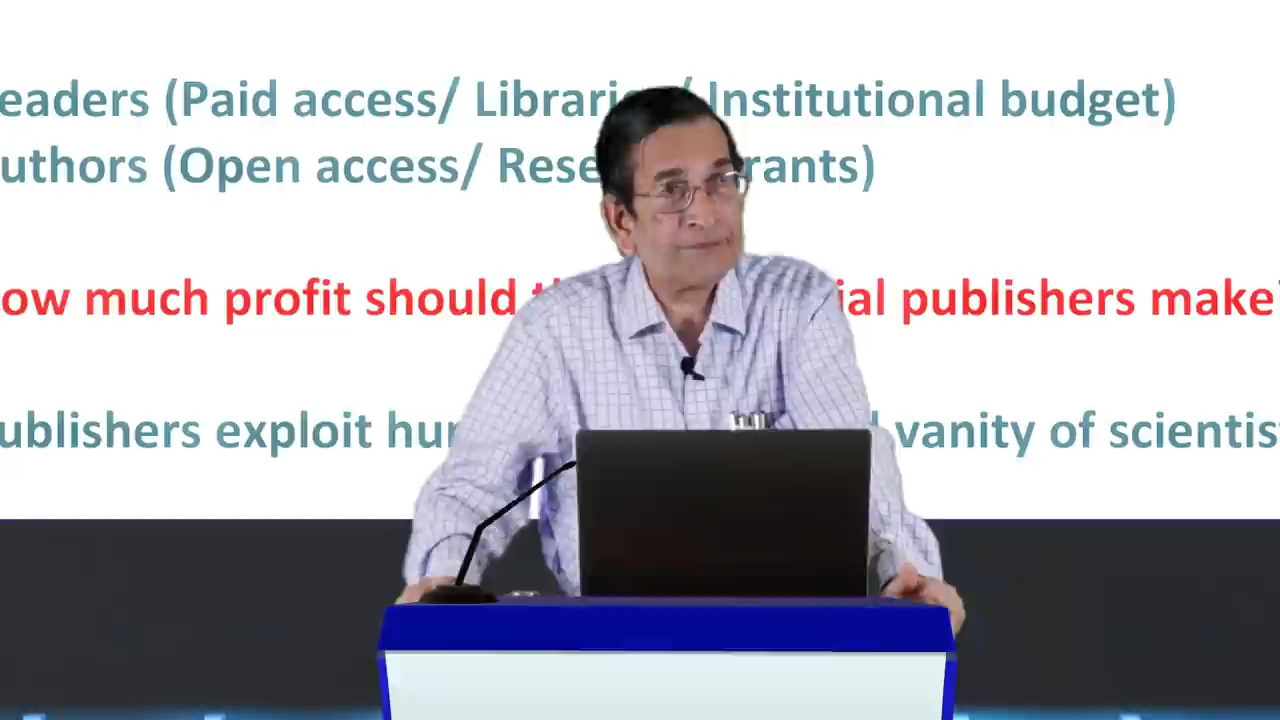 eaders (Paid access/ Librari / Institutional budget)
uthors (Open access/ Rese rants)
ow much profit should t ial publishers make?
ublishers exploit hu vanity of scientis